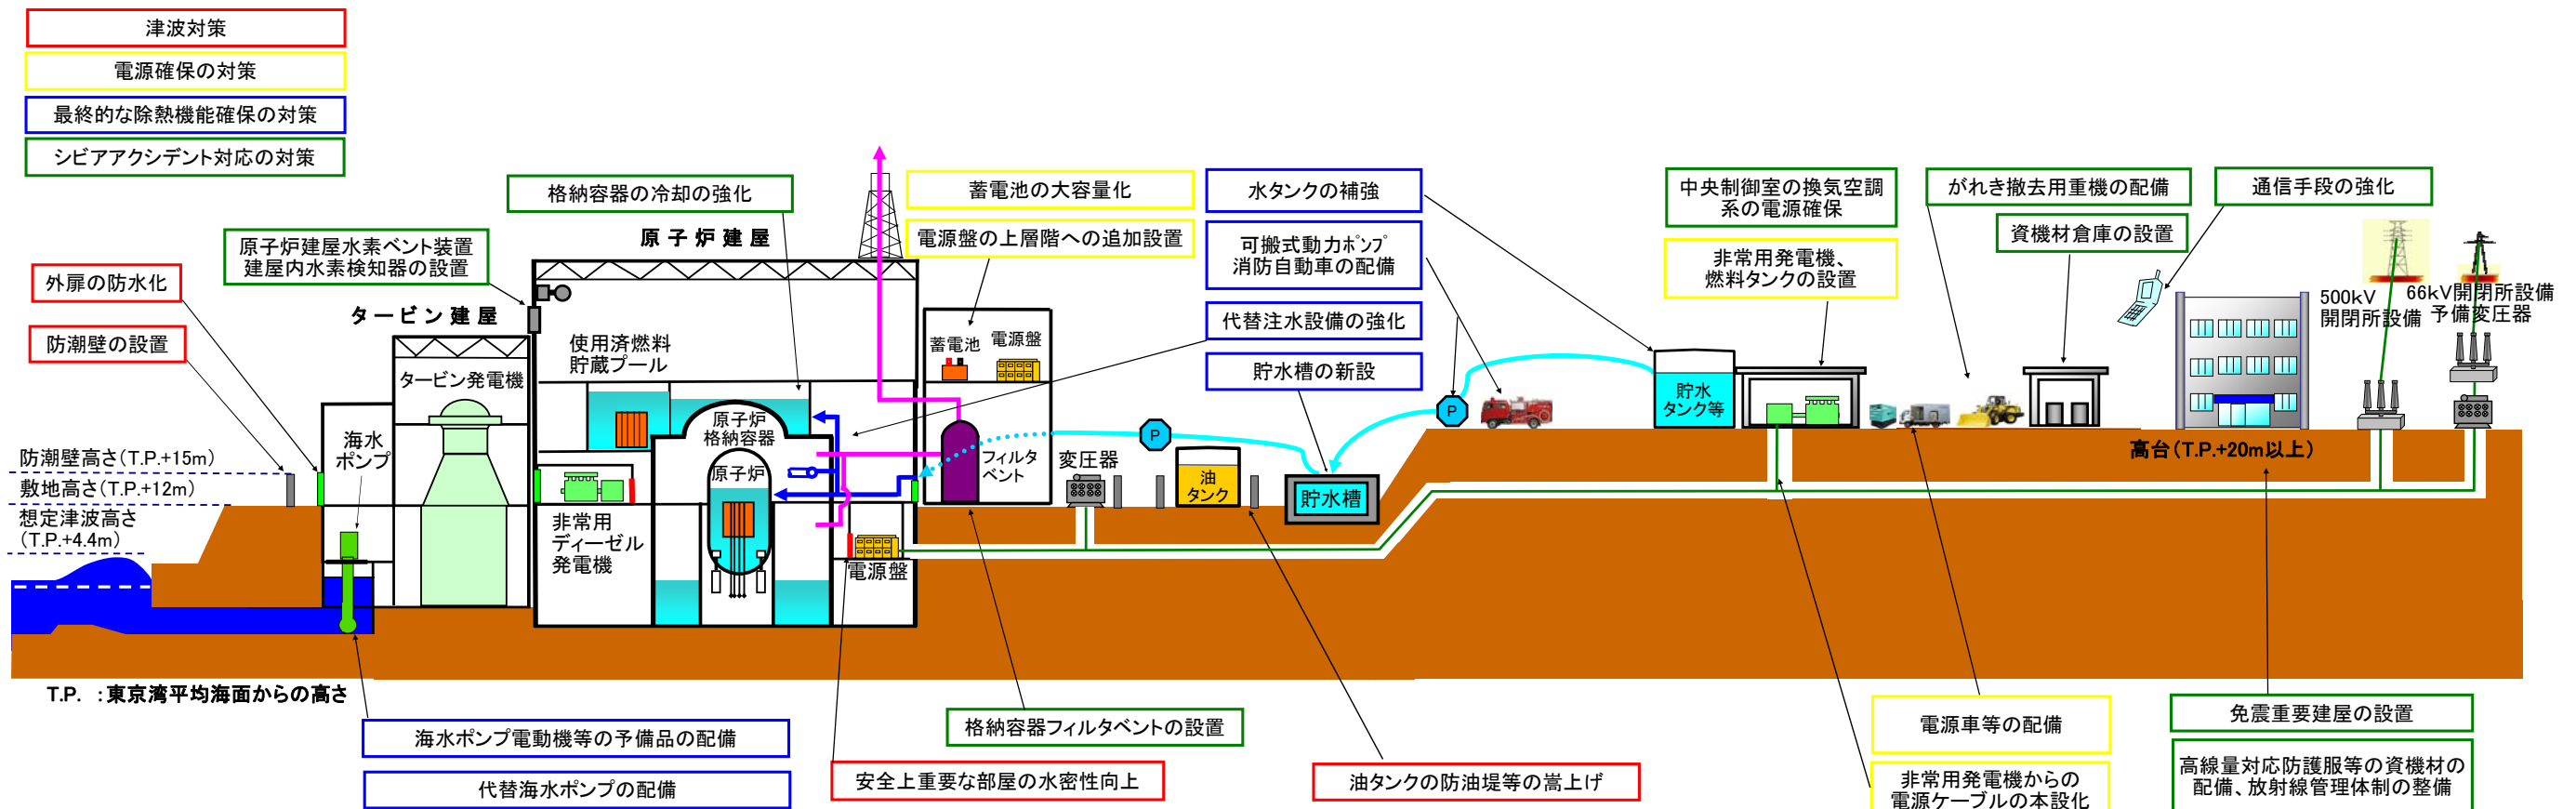 津波対策
電源確保の対策
最終的な除熱機能確保の対策
シビアアクシデント対応の対策
格納容器の冷却の強化
蓄電池の大容量化
水タンクの補強
中央制御室の換気空調
系の電源確保
がれき撤去用重機の配備
通信手段の強化
原子炉建屋水素ベント装置
建屋内水素検知器の設置
原子炉建屋
電源盤の上層階への追加設置
可搬式動力ポンプ
消防自動車の配備
非常用発電機、
燃料タンクの設置
資機材倉庫の設置
外扉の防水化
防潮壁の設置
タービン建屋
代替注水設備の強化
貯水槽の新設
500kV
開閉所設備
66kV開閉所設備
予備変圧器
使用済燃料
貯蔵プール
蓄電池
電源盤
タービン発電機
海水
ポンプ
原子炉
格納容器
原子炉
フィルタ
ベント
P
P
変圧器
油
タンク
貯水槽
貯水
タンク等
高台(T.P.+20m以上)
防潮壁高さ(T.P.+15m)
敷地高さ(T.P.+12m)
想定津波高さ
(T.P.+4.4m)
非常用
ディーゼル
発電機
電源盤
T.P. :東京湾平均海面からの高さ
海水ポンプ電動機等の予備品の配備
代替海水ポンプの配備
格納容器フィルタベントの設置
安全上重要な部屋の水密性向上
油タンクの防油堤等の嵩上げ
電源車等の配備
非常用発電機からの
電源ケーブルの本設化
免震重要建屋の設置
高線量対応防護服等の資機材の
配備、放射線管理体制の整備